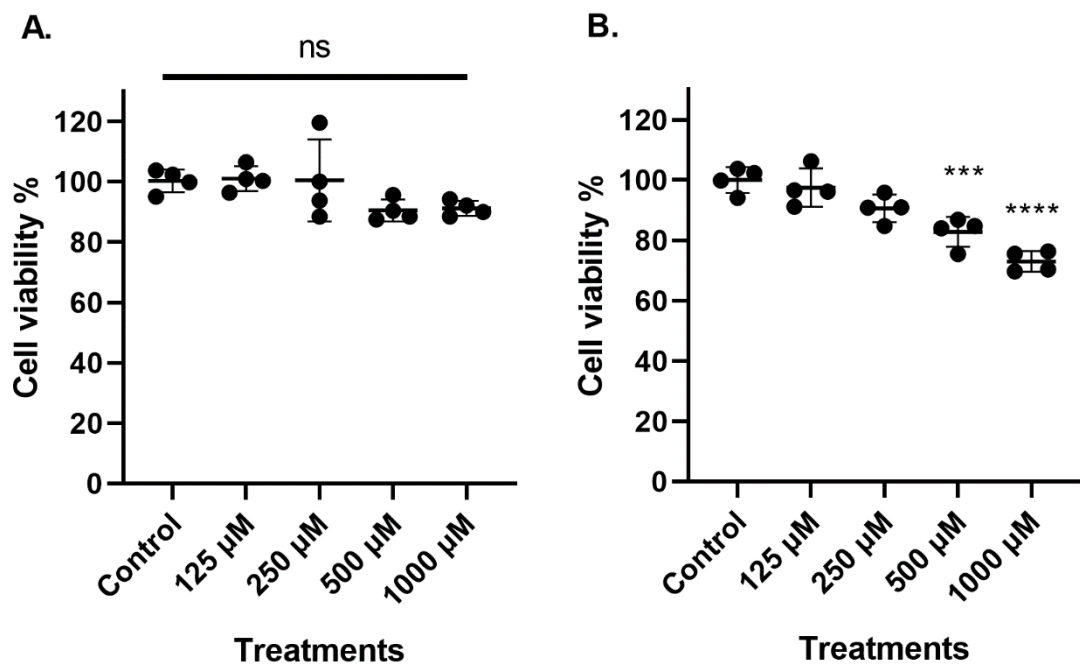 A.
ns
Cell viability %
120
100
80
60
40
20
0
Control
125 µM
250 µM
500 µM
1000 µM
Treatments
B.
Cell viability %
120
100
80
60
40
20
0
***
****
Control
125 µM
250 µM
500 µM
1000 µM
Treatments